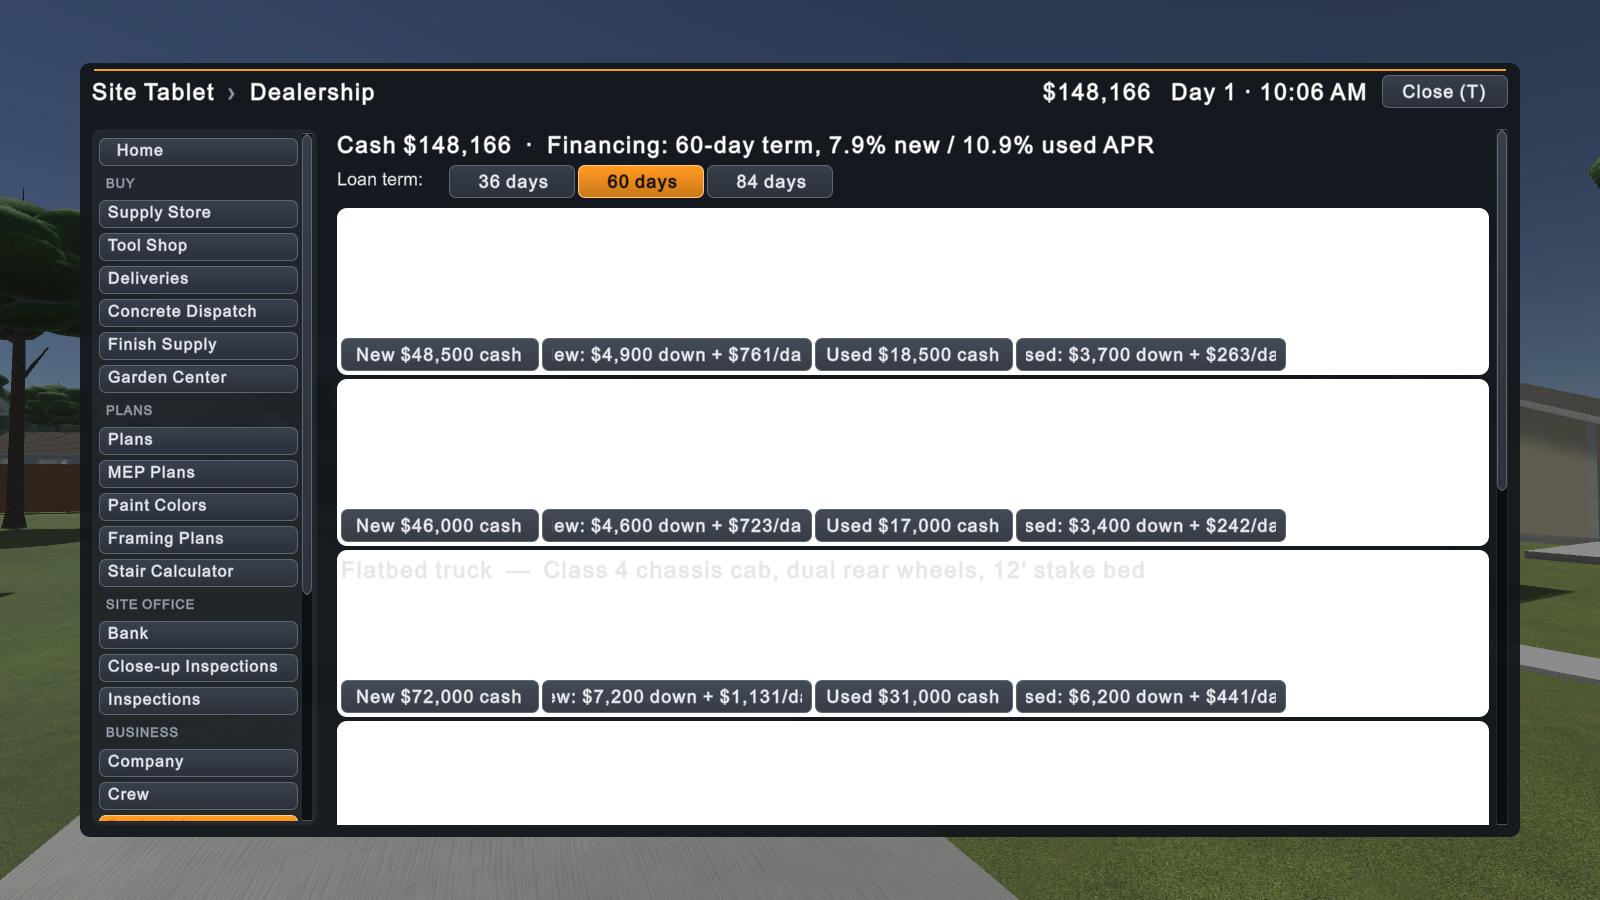 Site Tablet › Dealership
$148,166 Day 1 · 10:06 AM Close (T)
Home
BUY
Supply Store
Tool Shop
Deliveries
Concrete Dispatch
Finish Supply
Garden Center
PLANS
Plans
MEP Plans
Paint Colors
Framing Plans
Stair Calculator
SITE OFFICE
Bank
Close-up Inspections
Inspections
BUSINESS
Company
Crew
Cash $148,166 · Financing: 60-day term, 7.9% new / 10.9% used APR
Loan term: 36 days 60 days 84 days
New $48,500 cash ew: $4,900 down + $761/da Used $18,500 cash sed: $3,700 down + $263/da
New $46,000 cash ew: $4,600 down + $723/da Used $17,000 cash sed: $3,400 down + $242/da
Flatbed truck — Class 4 chassis cab, dual rear wheels, 12' stake bed
New $72,000 cash w: $7,200 down + $1,131/d Used $31,000 cash sed: $6,200 down + $441/da